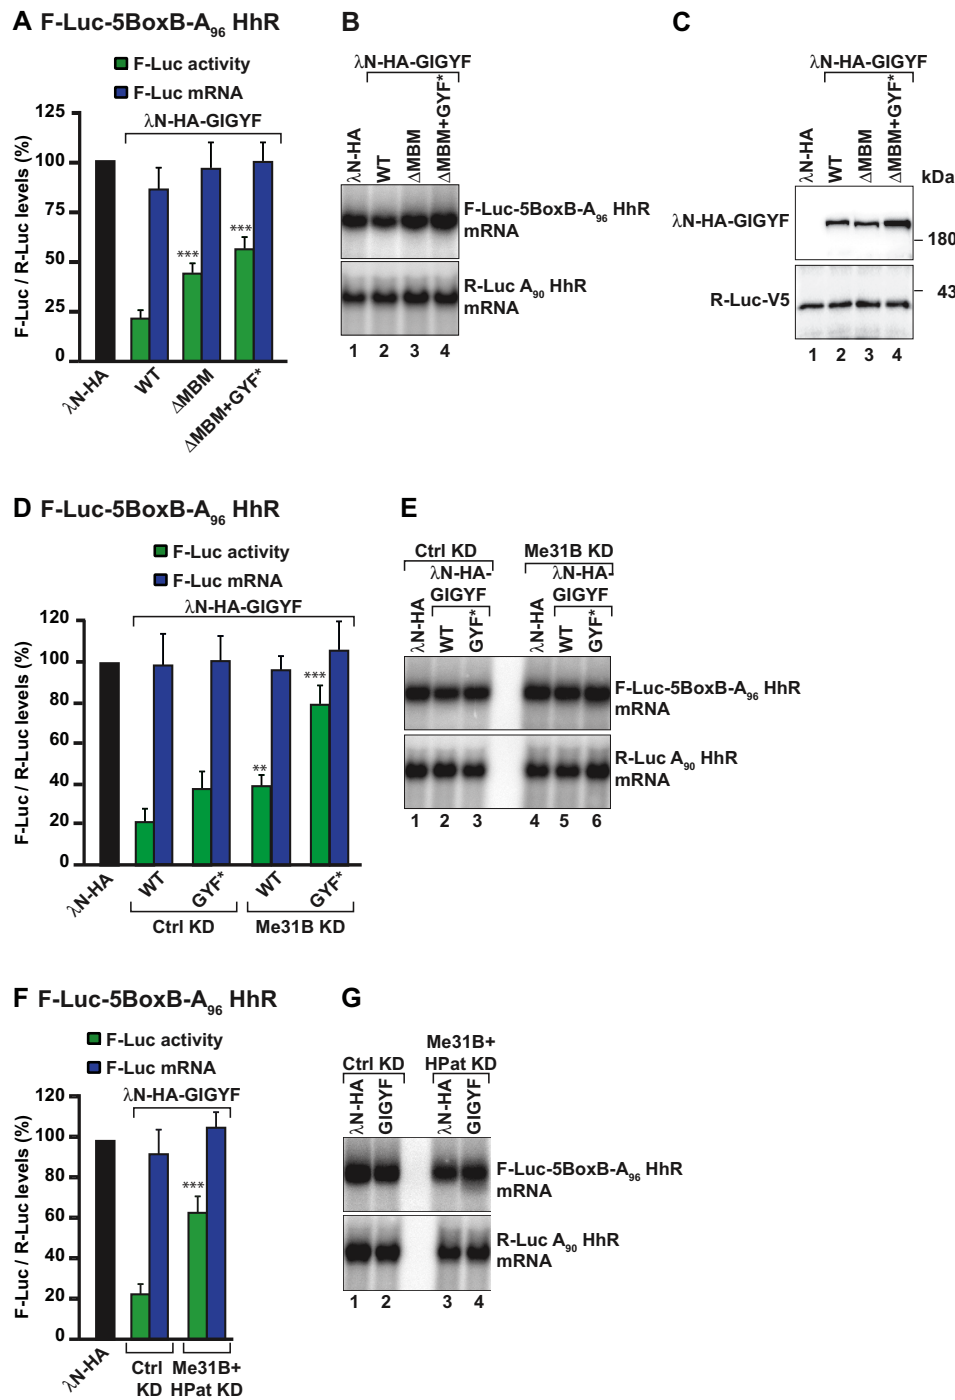 A F-Luc-5BoxB-A96 HhR
F-Luc activity
F-Luc mRNA
λN-HA-GIGYF
F-Luc / R-Luc levels (%)
125
100
75
50
25
0
***
***
λN-HA
WT
ΔMBM
ΔMBM+GYF*
B
λN-HA-GIGYF
λN-HA
WT
ΔMBM
ΔMBM+GYF*
F-Luc-5BoxB-A96 HhR
mRNA
R-Luc A90 HhR
mRNA
1 2 3 4
C
λN-HA-GIGYF
λN-HA
WT
ΔMBM
ΔMBM+GYF*
kDa
λN-HA-GIGYF
180
R-Luc-V5
43
1 2 3 4
D F-Luc-5BoxB-A96 HhR
F-Luc activity
F-Luc mRNA
λN-HA-GIGYF
F-Luc / R-Luc levels (%)
120
100
80
60
40
20
0
**
***
λN-HA
WT
GYF*
WT
GYF*
Ctrl KD
Me31B KD
E
Ctrl KD
Me31B KD
λN-HA-
GIGYF
λN-HA-
GIGYF
λN-HA
WT
GYF*
λN-HA
WT
GYF*
F-Luc-5BoxB-A96 HhR
mRNA
R-Luc A90 HhR
mRNA
1 2 3 4 5 6
F F-Luc-5BoxB-A96 HhR
F-Luc activity
F-Luc mRNA
λN-HA-GIGYF
F-Luc / R-Luc levels (%)
120
100
80
60
40
20
0
***
λN-HA
Ctrl
KD
Me31B+
HPat KD
G
Ctrl KD
Me31B+
HPat KD
λN-HA
GIGYF
λN-HA
GIGYF
F-Luc-5BoxB-A96 HhR
mRNA
R-Luc A90 HhR
mRNA
1 2 3 4